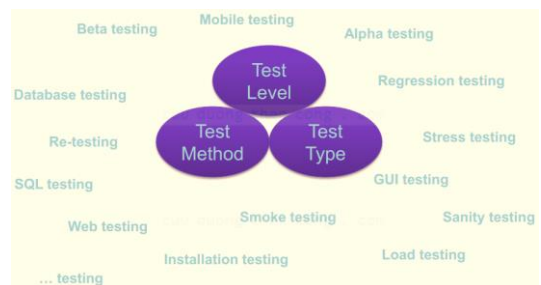 Mobile testing
Beta testing
Alpha testing
Test
Level
Regression testing
Database testing
Test
Method
Test
Type
Re-testing
Stress testing
SQL testing
GUI testing
Web testing
Smoke testing
Sanity testing
Installation testing
Load testing
... testing